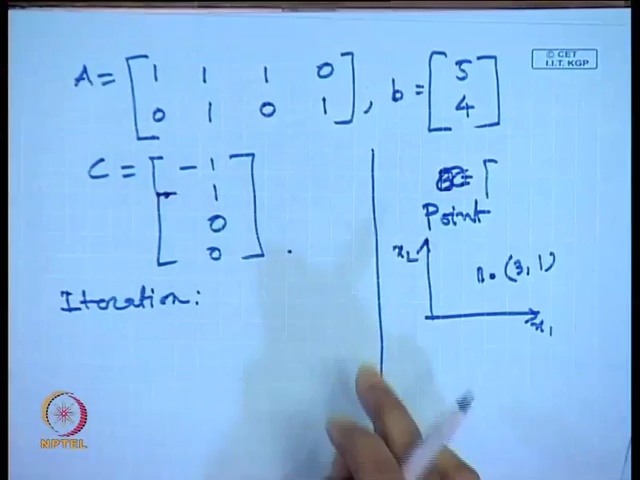 A = [ 1 1 1 0
0 1 0 1 ] , b = [ 5
4 ]
© CET
I.I.T. KGP
C = [ -1
1
0
0 ] .
Point
x₂
(3, 1)
x₁
Iteration:
NPTEL